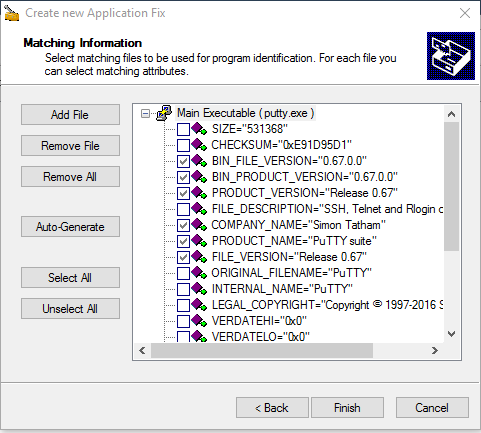 Create new Application Fix
Matching Information
Select matching files to be used for program identification. For each file you
can select matching attributes.
Add File
Remove File
Remove All
Auto-Generate
Select All
Unselect All
Main Executable ( putty.exe )
SIZE="531368"
CHECKSUM="0xE91D95D1"
BIN_FILE_VERSION="0.67.0.0"
BIN_PRODUCT_VERSION="0.67.0.0"
PRODUCT_VERSION="Release 0.67"
FILE_DESCRIPTION="SSH, Telnet and Rlogin c
COMPANY_NAME="Simon Tatham"
PRODUCT_NAME="PuTTY suite"
FILE_VERSION="Release 0.67"
ORIGINAL_FILENAME="PuTTY"
INTERNAL_NAME="PuTTY"
LEGAL_COPYRIGHT="Copyright © 1997-2016 S
VERDATEHI="0x0"
VERDATELO="0x0"
< Back
Finish
Cancel